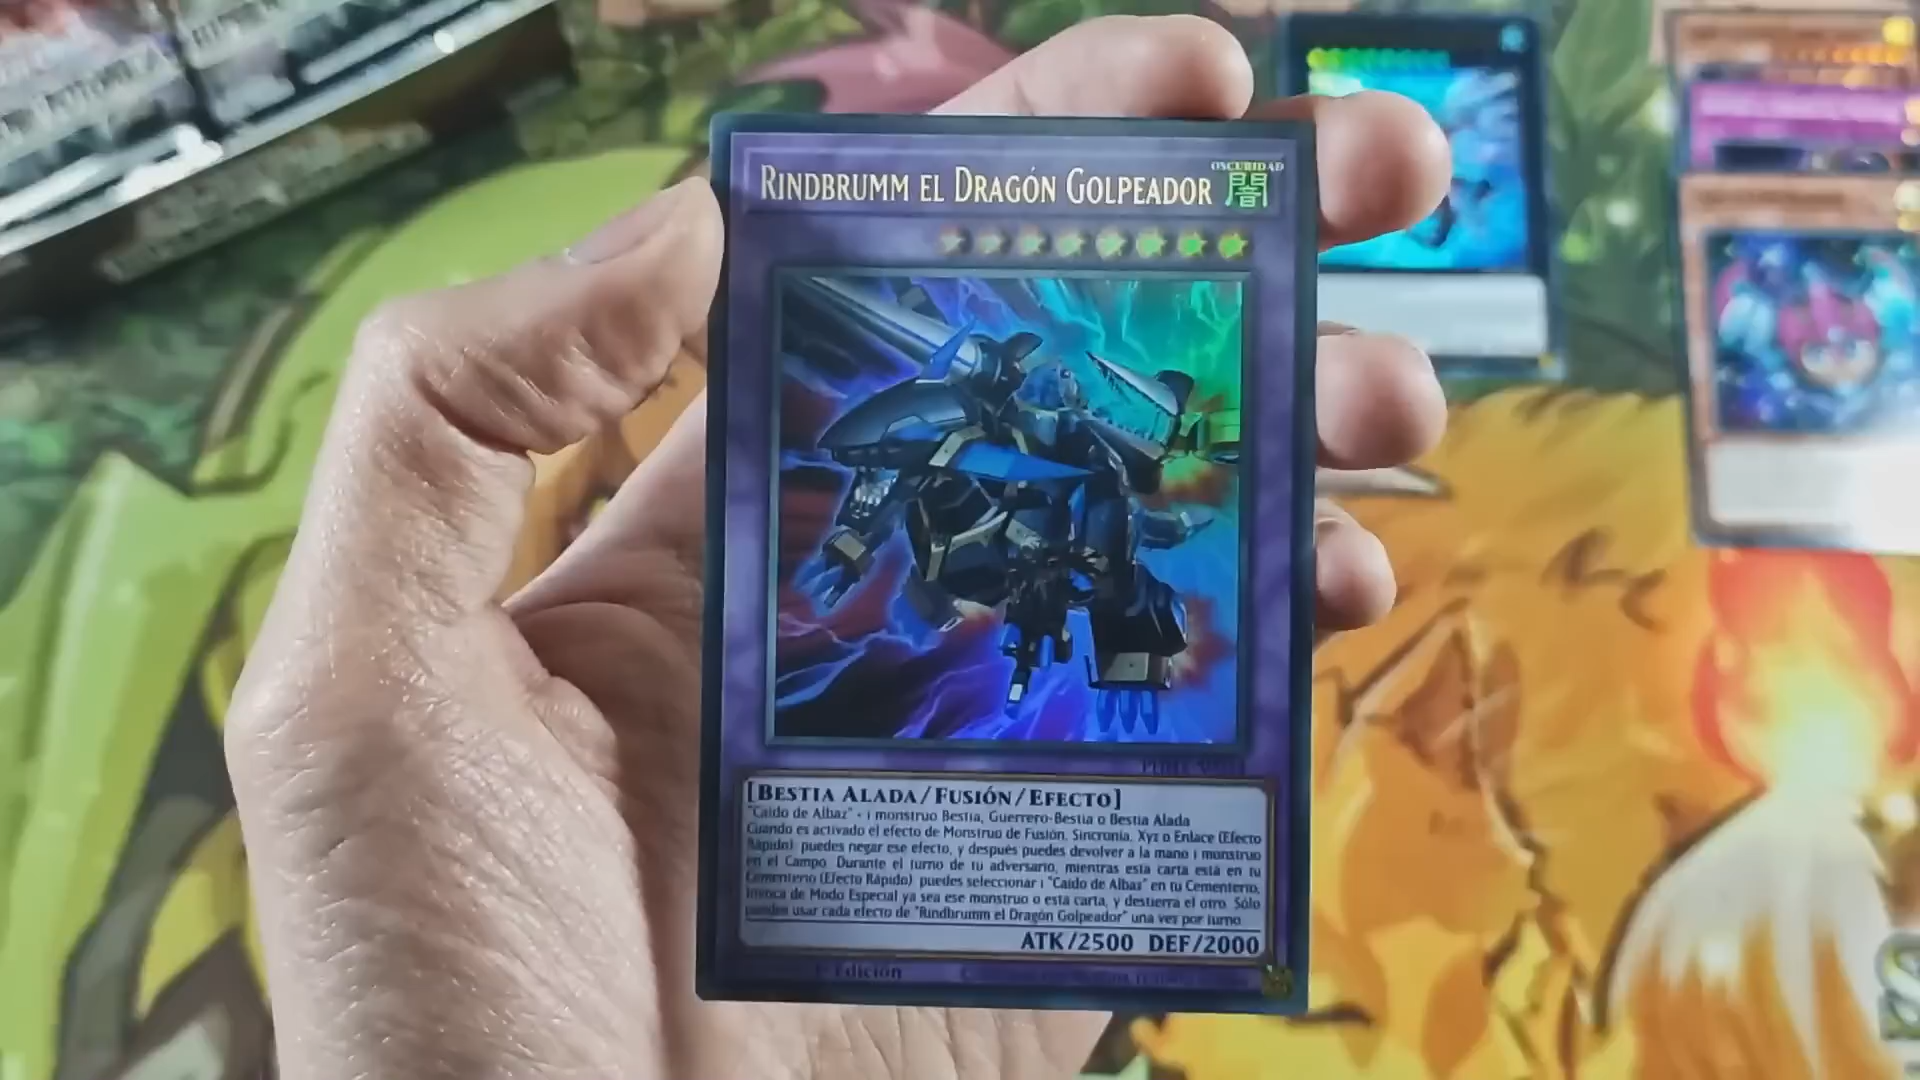 RINDBRUMM EL DRAGÓN GOLPEADOR
OSCURIDAD
闇
[BESTIA ALADA/FUSIÓN/EFECTO]
"Caído de Albaz" + 1 monstruo Bestia, Guerrero-Bestia o Bestia Alada
Cuando es activado el efecto de Monstruo de Fusión, Sincronía, Xyz o Enlace (Efecto
Rápido): puedes negar ese efecto, y después puedes devolver a la mano 1 monstruo
en el Campo. Durante el turno de tu adversario, mientras esta carta está en tu
Cementerio (Efecto Rápido): puedes seleccionar 1 "Caído de Albaz" en tu Cementerio;
Invoca de Modo Especial ya sea ese monstruo o esta carta, y destierra el otro. Sólo
puedes usar cada efecto de "Rindbrumm el Dragón Golpeador" una vez por turno.
ATK/2500 DEF/2000
1ª Edición